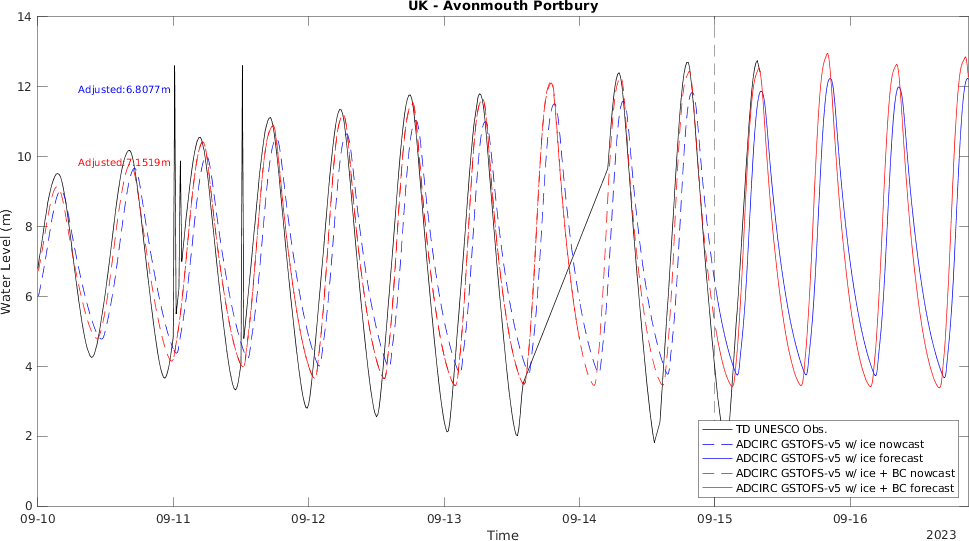 UK - Avonmouth Portbury
14
12
10
8
6
4
2
0
Water Level (m)
Adjusted:6.8077m
Adjusted:7.1519m
TD UNESCO Obs.
ADCIRC GSTOFS-v5 w/ ice nowcast
ADCIRC GSTOFS-v5 w/ ice forecast
ADCIRC GSTOFS-v5 w/ ice + BC nowcast
ADCIRC GSTOFS-v5 w/ ice + BC forecast
09-10 09-11 09-12 09-13 09-14 09-15 09-16
Time
2023